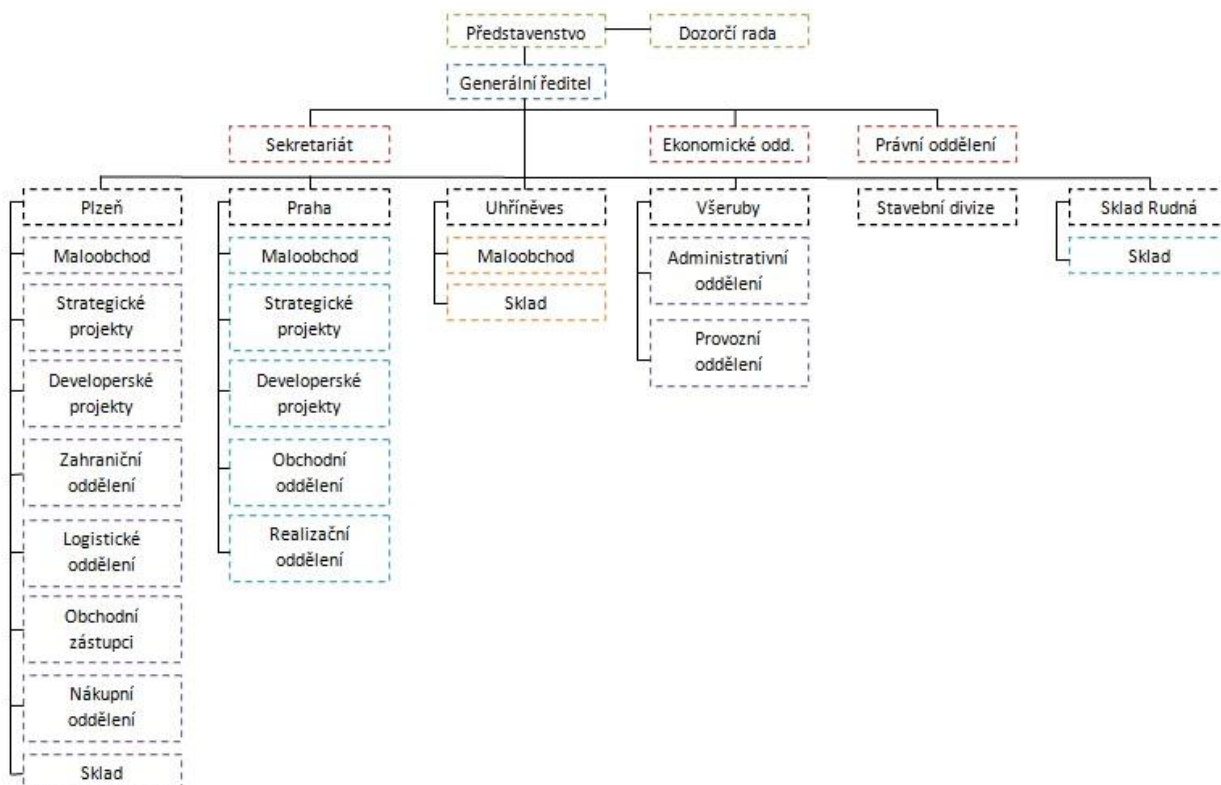 Představenstvo
Dozorčí rada
Generální ředitel
Sekretariát
Ekonomické odd.
Právní oddělení
Plzeň
Maloobchod
Strategické
projekty
Developerské
projekty
Zahraniční
oddělení
Logistické
oddělení
Obchodní
zástupci
Nákupní
oddělení
Sklad
Praha
Maloobchod
Strategické
projekty
Developerské
projekty
Obchodní
oddělení
Realizační
oddělení
Uhříněves
Maloobchod
Sklad
Všeruby
Administrativní
oddělení
Provozní
oddělení
Stavební divize
Sklad Rudná
Sklad